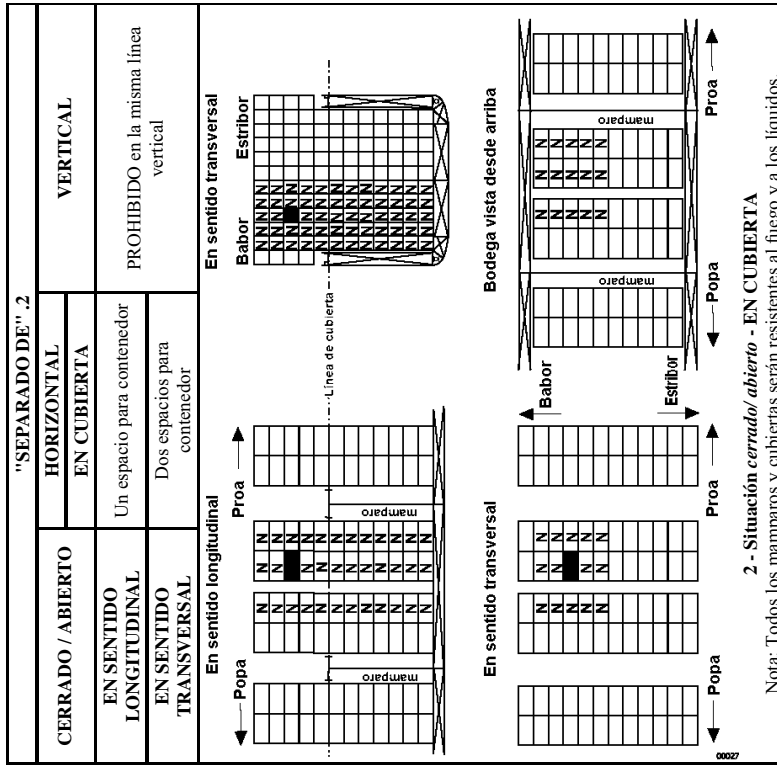 "SEPARADO DE" .2
CERRADO / ABIERTO
HORIZONTAL
VERTICAL
EN CUBIERTA
EN SENTIDO
LONGITUDINAL
Un espacio para contenedor
PROHIBIDO en la misma línea
vertical
EN SENTIDO
TRANSVERSAL
Dos espacios para
contenedor
En sentido longitudinal
Popa
Proa
mamparo
mamparo
N N
N N
N
N N N
N N N
N N N
N N N
N N N
N N N
N N N
N N N
N N N
N N N
Línea de cubierta
En sentido transversal
Babor
Estribor
N N N N N
N N N N N
N N N N
N N N N N
N N N N N
N N N N N
N N N N N
N N N N N
N N N N N
N N N N N
N N N N N
N N N N N
En sentido transversal
N N N
N N N
N N
N N N
N N N
Popa
Proa
Babor
Estribor
Bodega vista desde arriba
mamparo
mamparo
N N N
N N N
N N N
N N N
N N N
Popa
Proa
00027
2 - Situación cerrado/ abierto - EN CUBIERTA
Nota: Todos los mamparos y cubiertas serán resistentes al fuego y a los líquidos